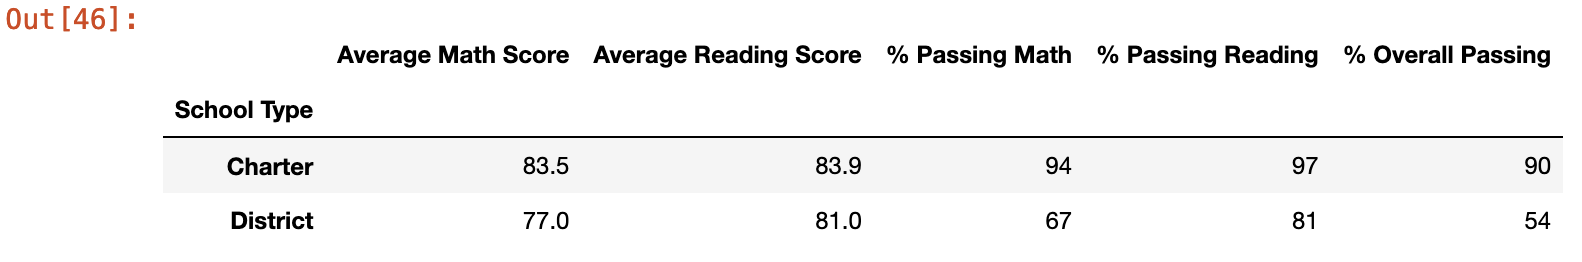 Out[46]:
Average Math Score Average Reading Score % Passing Math % Passing Reading % Overall Passing
School Type
Charter 83.5 83.9 94 97 90
District 77.0 81.0 67 81 54